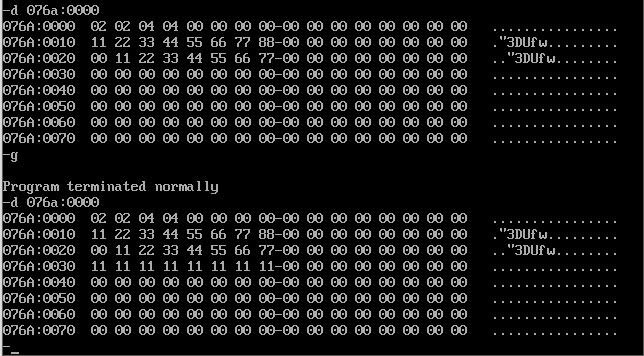 -d 076a:0000
076A:0000  02 02 04 04 00 00 00 00-00 00 00 00 00 00 00 00   ................
076A:0010  11 22 33 44 55 66 77 88-00 00 00 00 00 00 00 00   ."3DUfw.........
076A:0020  00 11 22 33 44 55 66 77-00 00 00 00 00 00 00 00   .."3DUfw........
076A:0030  00 00 00 00 00 00 00 00-00 00 00 00 00 00 00 00   ................
076A:0040  00 00 00 00 00 00 00 00-00 00 00 00 00 00 00 00   ................
076A:0050  00 00 00 00 00 00 00 00-00 00 00 00 00 00 00 00   ................
076A:0060  00 00 00 00 00 00 00 00-00 00 00 00 00 00 00 00   ................
076A:0070  00 00 00 00 00 00 00 00-00 00 00 00 00 00 00 00   ................
-g
Program terminated normally
-d 076a:0000
076A:0000  02 02 04 04 00 00 00 00-00 00 00 00 00 00 00 00   ................
076A:0010  11 22 33 44 55 66 77 88-00 00 00 00 00 00 00 00   ."3DUfw.........
076A:0020  00 11 22 33 44 55 66 77-00 00 00 00 00 00 00 00   .."3DUfw........
076A:0030  11 11 11 11 11 11 11 11-00 00 00 00 00 00 00 00   ................
076A:0040  00 00 00 00 00 00 00 00-00 00 00 00 00 00 00 00   ................
076A:0050  00 00 00 00 00 00 00 00-00 00 00 00 00 00 00 00   ................
076A:0060  00 00 00 00 00 00 00 00-00 00 00 00 00 00 00 00   ................
076A:0070  00 00 00 00 00 00 00 00-00 00 00 00 00 00 00 00   ................
-_